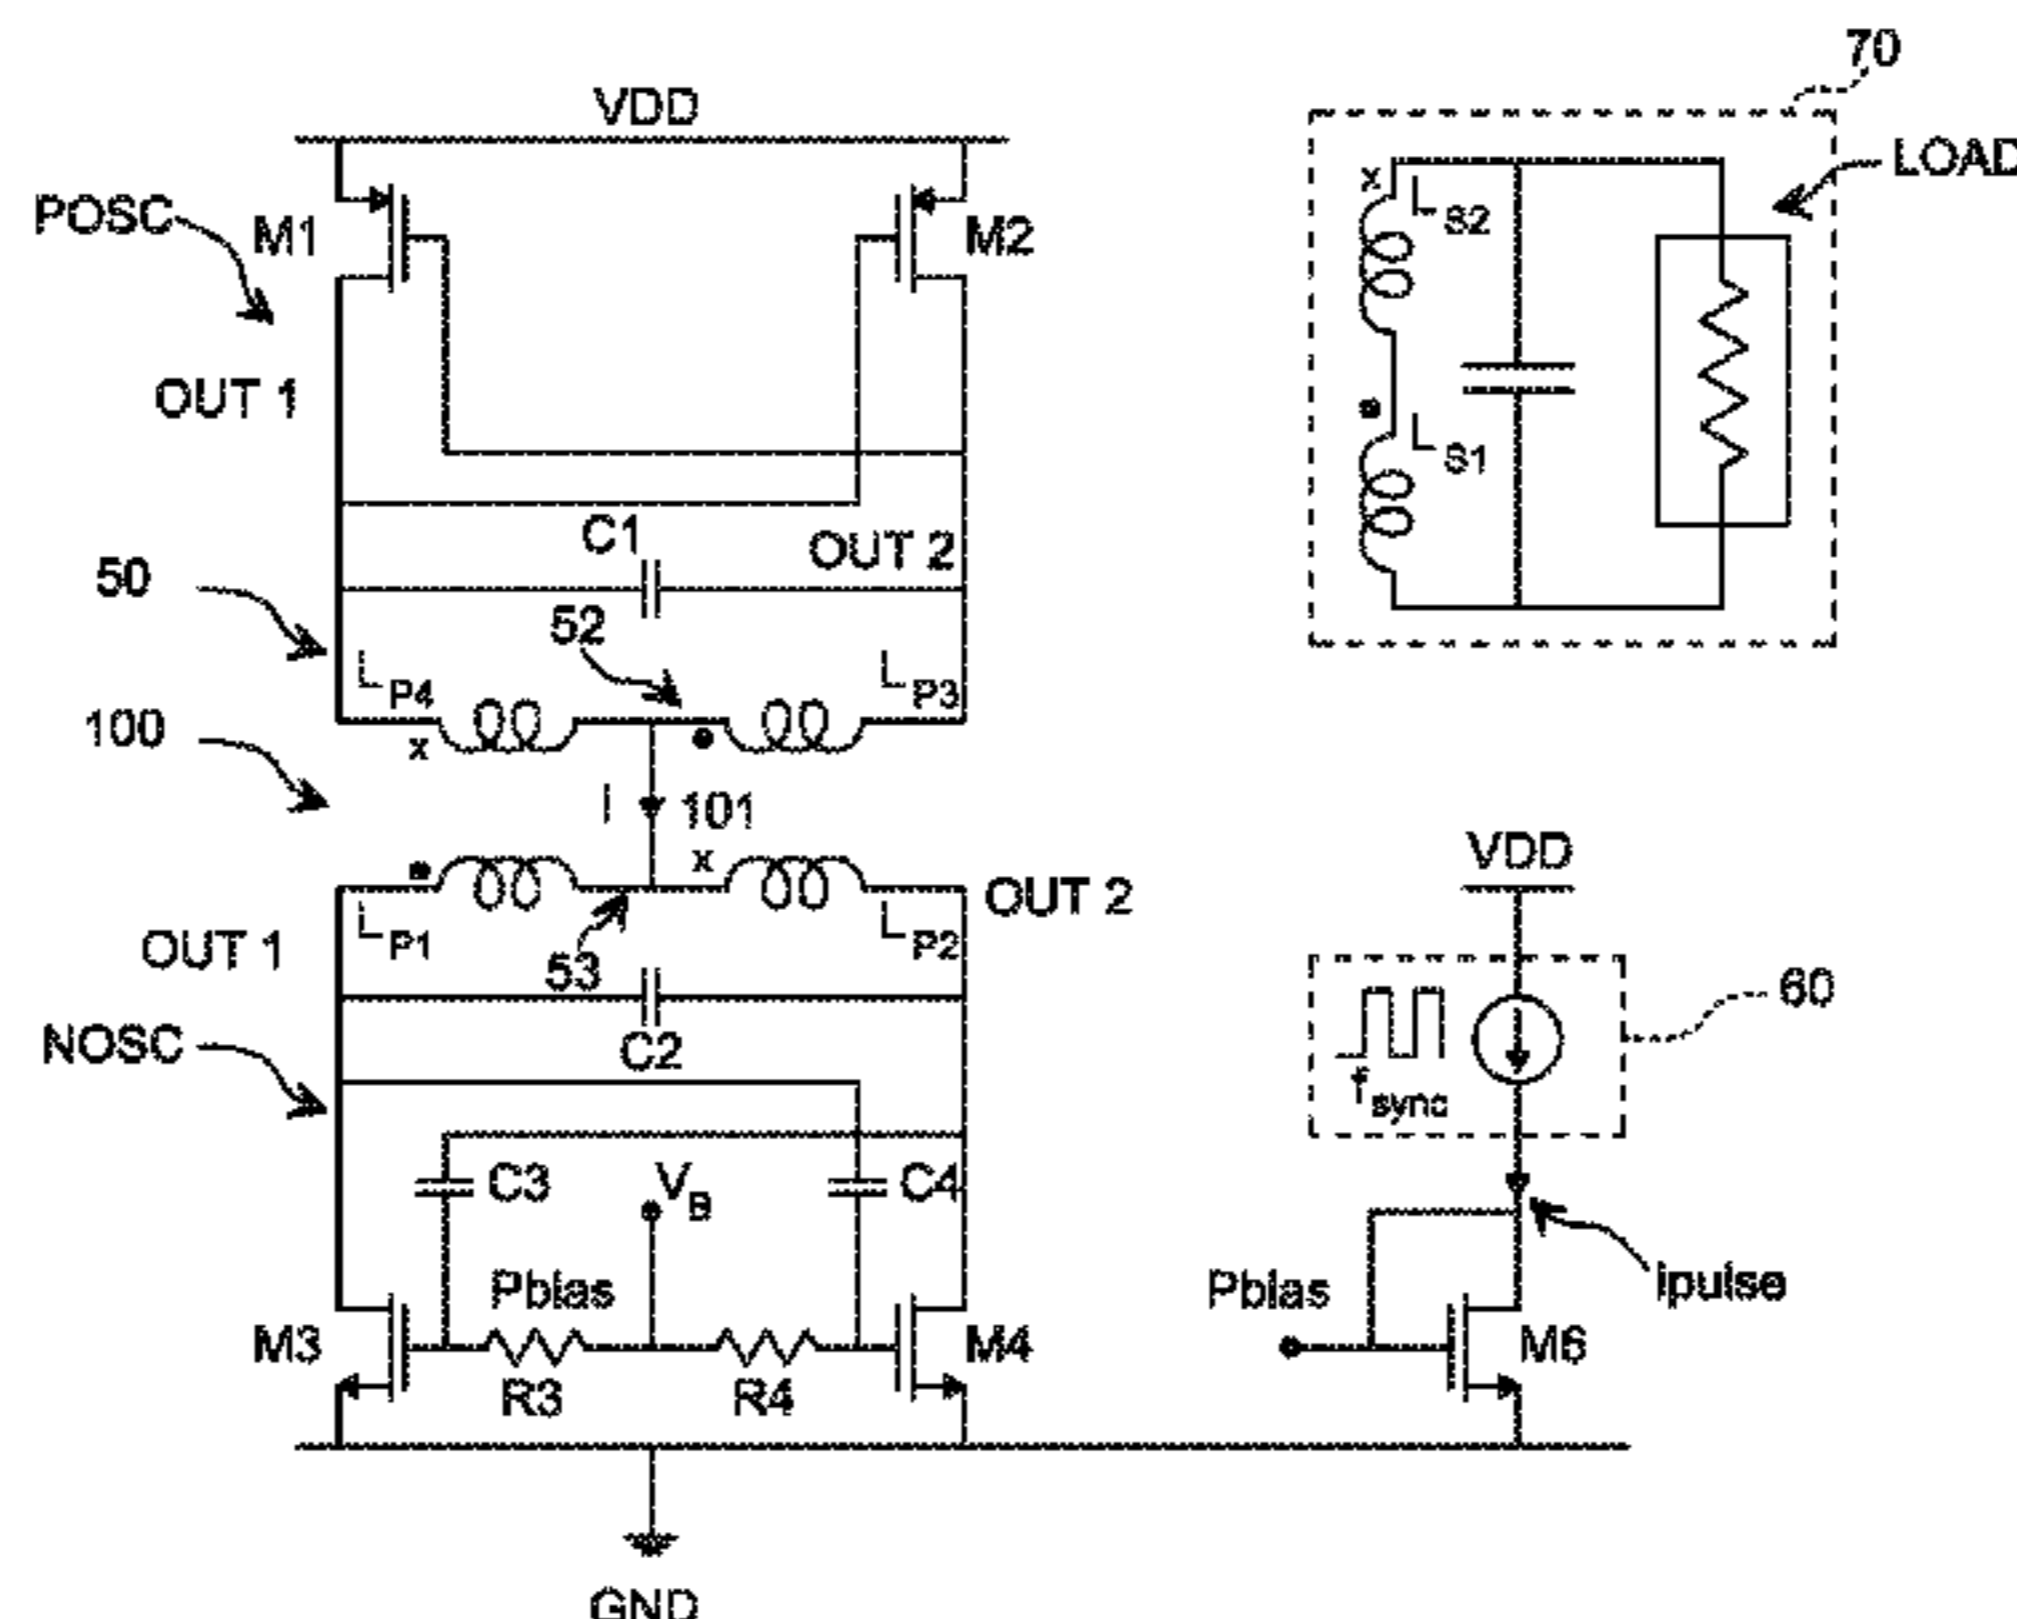 70
VDD
LOAD
POSC
M1
M2
x
LS2
OUT 1
LS1
C1
OUT 2
50
52
LP4
LP3
100
x
I
101
x
VDD
OUT 2
LP1
LP2
OUT 1
53
60
NOSC
C2
fsync
C3
VB
C4
Pbias
Pbias
Ipulse
M3
M4
M6
R3
R4
GND